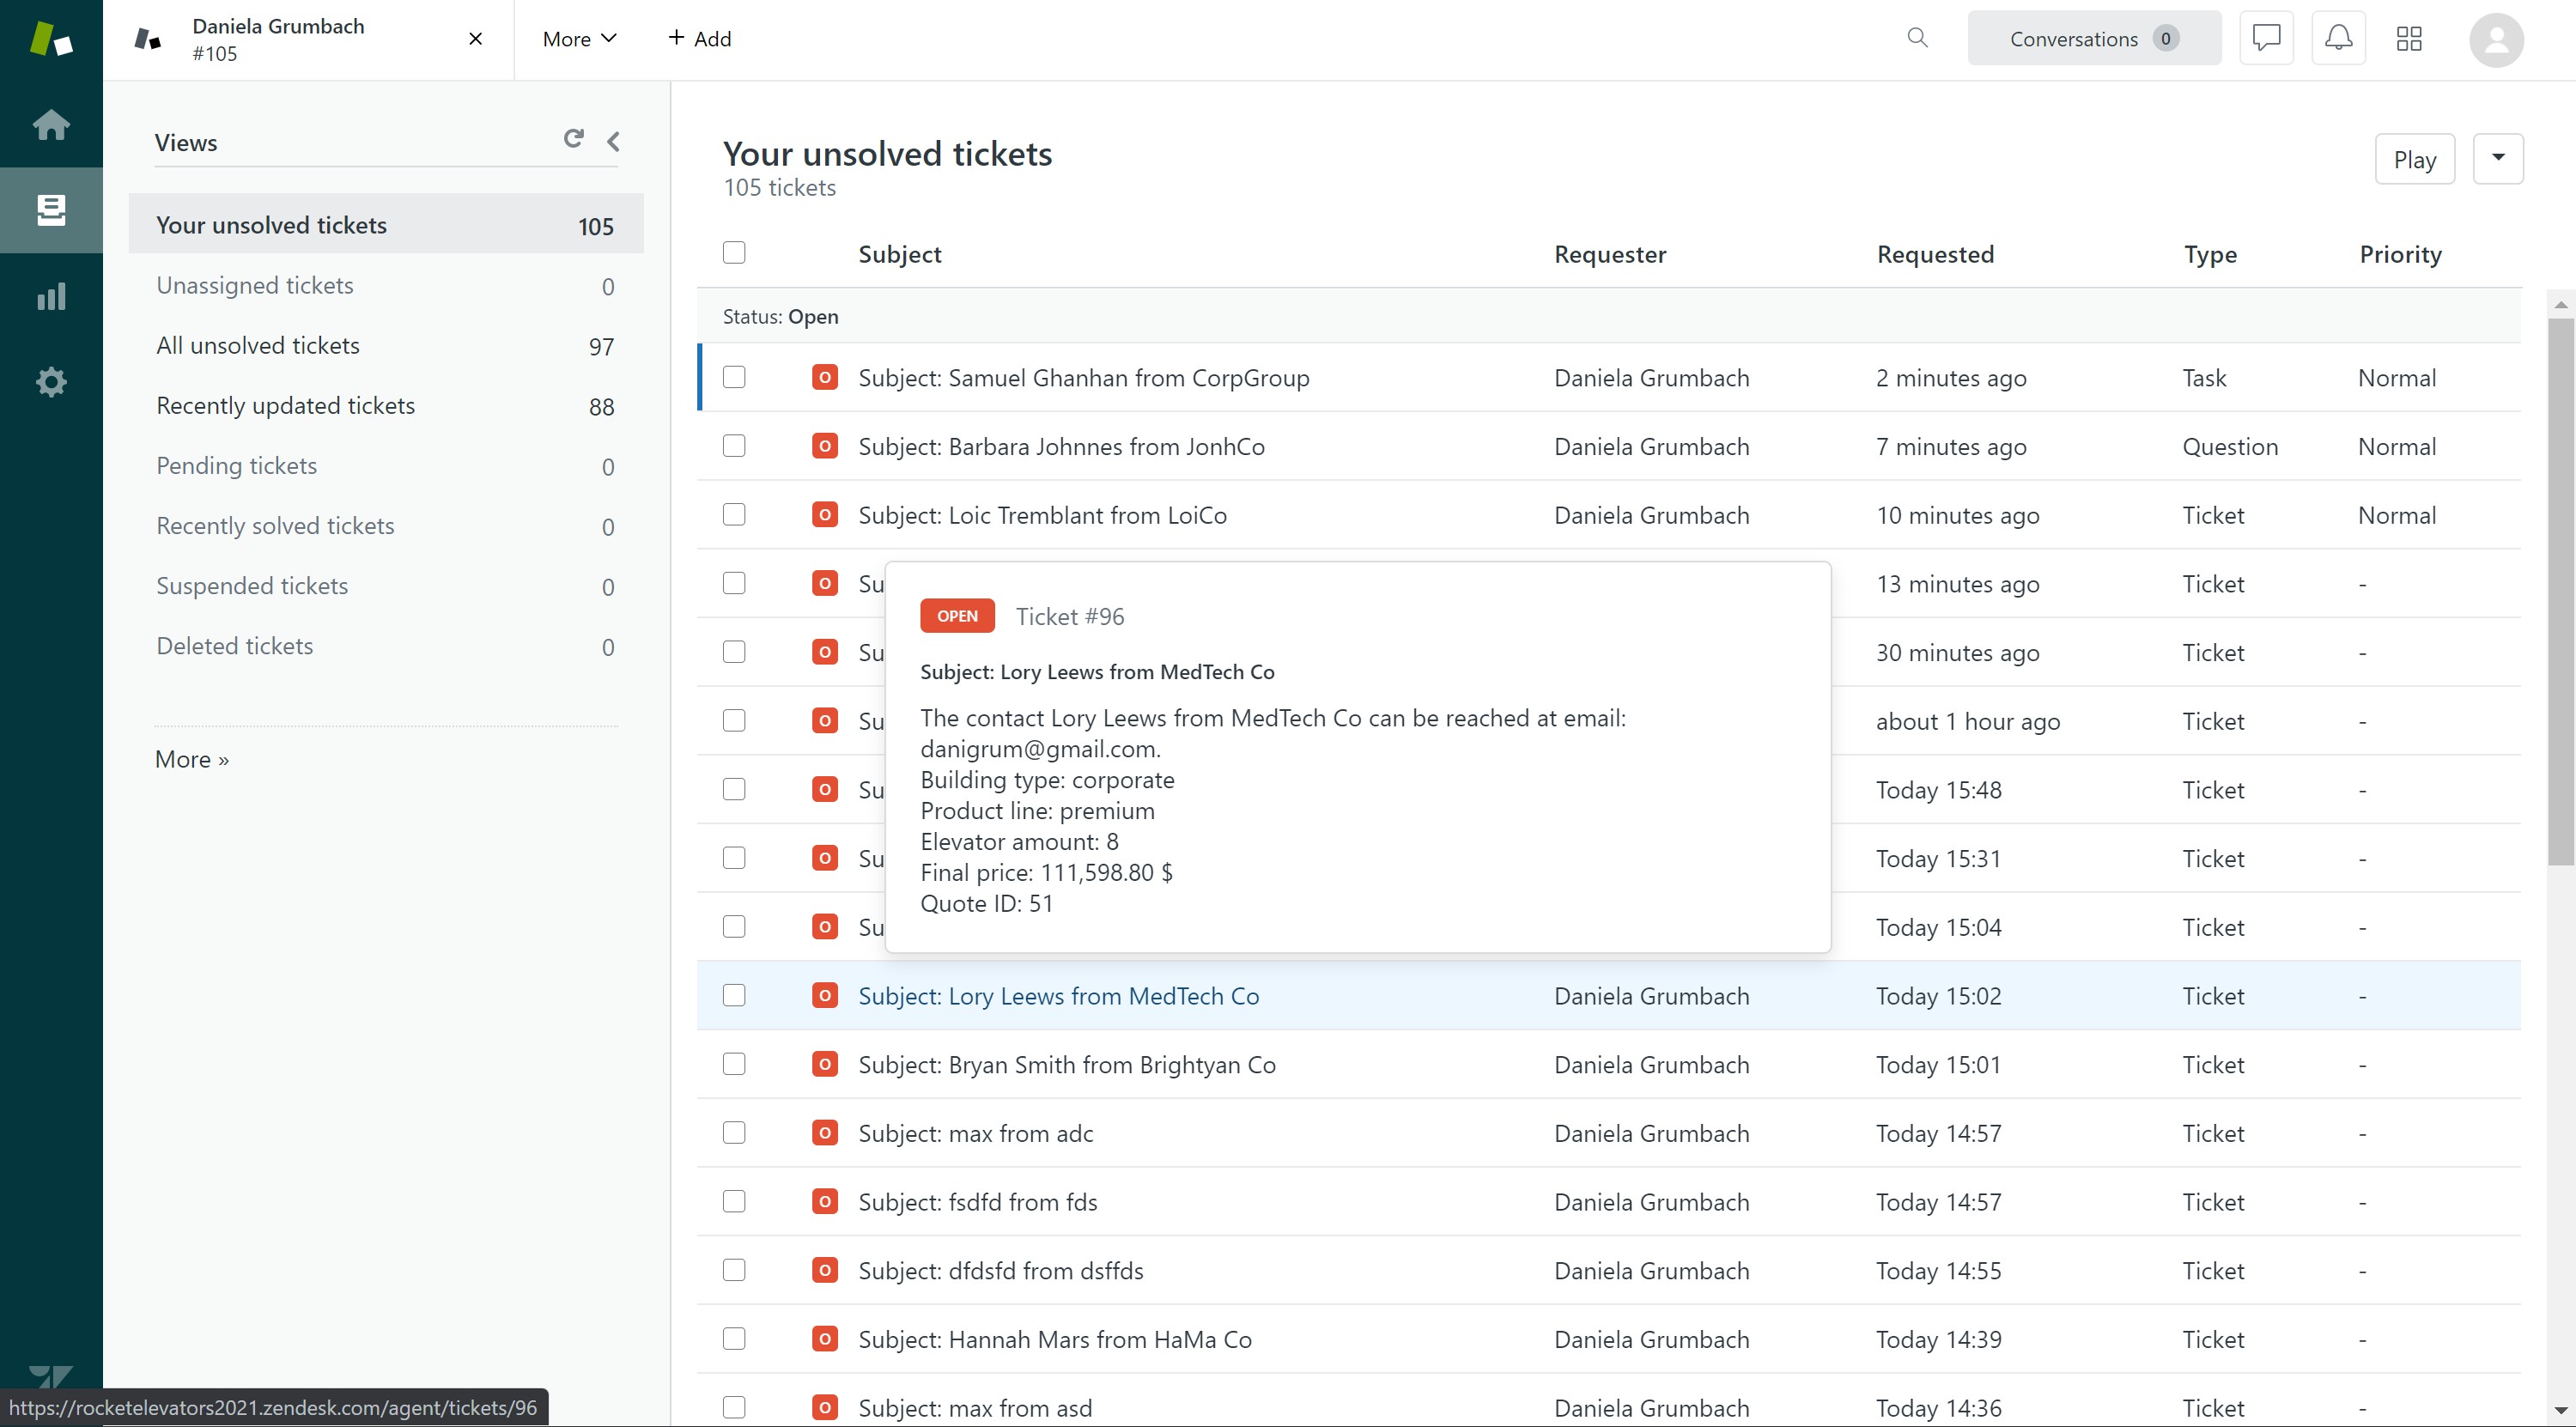 Daniela Grumbach
#105
More
+ Add
Conversations 0
Views
Your unsolved tickets 105
Unassigned tickets 0
All unsolved tickets 97
Recently updated tickets 88
Pending tickets 0
Recently solved tickets 0
Suspended tickets 0
Deleted tickets 0
More »
Your unsolved tickets
105 tickets
Play
Subject Requester Requested Type Priority
Status: Open
O Subject: Samuel Ghanhan from CorpGroup Daniela Grumbach 2 minutes ago Task Normal
O Subject: Barbara Johnnes from JonhCo Daniela Grumbach 7 minutes ago Question Normal
O Subject: Loic Tremblant from LoiCo Daniela Grumbach 10 minutes ago Ticket Normal
O Su 13 minutes ago Ticket -
O Su 30 minutes ago Ticket -
O Su about 1 hour ago Ticket -
O Su Today 15:48 Ticket -
O Su Today 15:31 Ticket -
O Su Today 15:04 Ticket -
OPEN Ticket #96
Subject: Lory Leews from MedTech Co
The contact Lory Leews from MedTech Co can be reached at email:
danigrum@gmail.com.
Building type: corporate
Product line: premium
Elevator amount: 8
Final price: 111,598.80 $
Quote ID: 51
O Subject: Lory Leews from MedTech Co Daniela Grumbach Today 15:02 Ticket -
O Subject: Bryan Smith from Brightyan Co Daniela Grumbach Today 15:01 Ticket -
O Subject: max from adc Daniela Grumbach Today 14:57 Ticket -
O Subject: fsdfd from fds Daniela Grumbach Today 14:57 Ticket -
O Subject: dfdsfd from dsffds Daniela Grumbach Today 14:55 Ticket -
O Subject: Hannah Mars from HaMa Co Daniela Grumbach Today 14:39 Ticket -
O Subject: max from asd Daniela Grumbach Today 14:36 Ticket -
https://rocketelevators2021.zendesk.com/agent/tickets/96